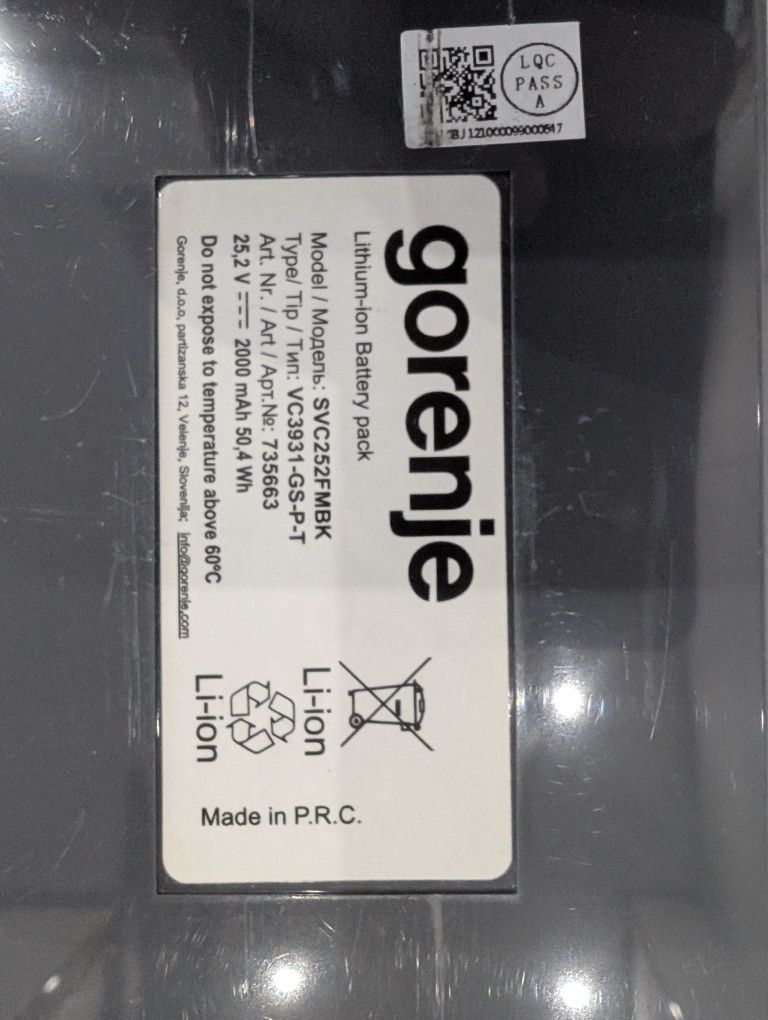 LQC
PASS
A
BJ121000099000647
gorenje
Lithium-ion Battery pack
Model / Модель: SVC252FMBK
Type/ Tip / Тип: VC3931-GS-P-T
Art. Nr. / Art / Арт.№: 735663
25,2 V 2000 mAh 50,4 Wh
Do not expose to temperature above 60ºC
Gorenje, d.o.o, partizanska 12, Velenje, Slovenija; info@gorenje.com
Li-ion
Li-ion
Made in P.R.C.